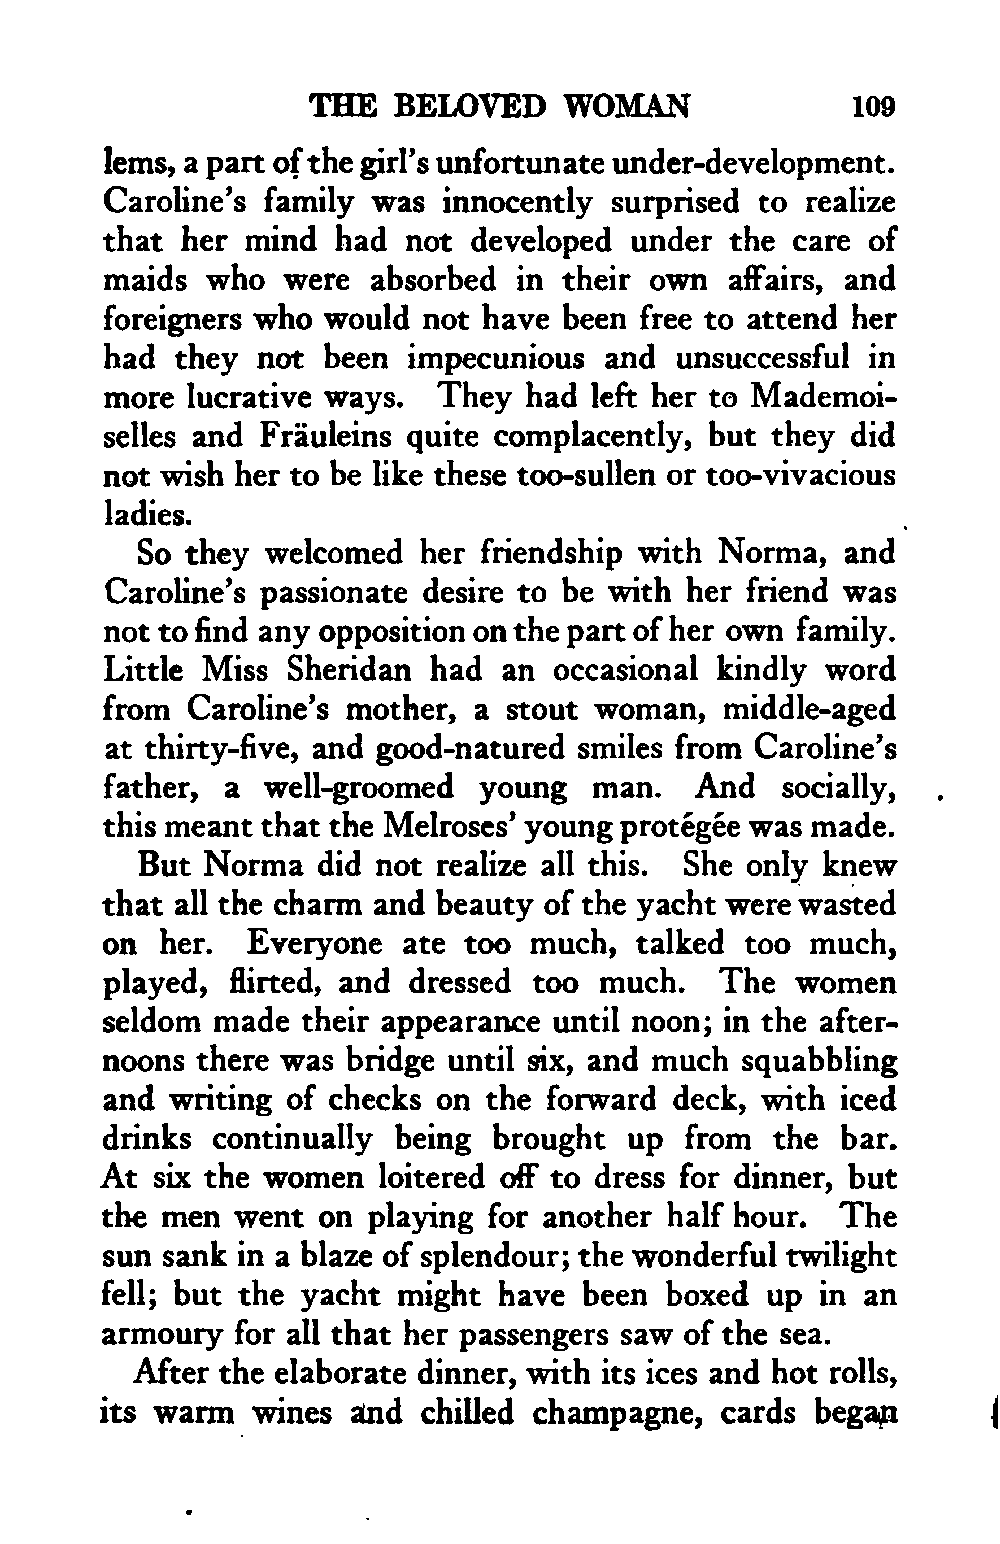 THE BELOVED WOMAN 109
lems, a part of the girl's unfortunate under-development.
Caroline's family was innocently surprised to realize
that her mind had not developed under the care of
maids who were absorbed in their own affairs, and
foreigners who would not have been free to attend her
had they not been impecunious and unsuccessful in
more lucrative ways. They had left her to Mademoi-
selles and Fräuleins quite complacently, but they did
not wish her to be like these too-sullen or too-vivacious
ladies.
So they welcomed her friendship with Norma, and
Caroline's passionate desire to be with her friend was
not to find any opposition on the part of her own family.
Little Miss Sheridan had an occasional kindly word
from Caroline's mother, a stout woman, middle-aged
at thirty-five, and good-natured smiles from Caroline's
father, a well-groomed young man. And socially,
this meant that the Melroses' young protégée was made.
But Norma did not realize all this. She only knew
that all the charm and beauty of the yacht were wasted
on her. Everyone ate too much, talked too much,
played, flirted, and dressed too much. The women
seldom made their appearance until noon; in the after-
noons there was bridge until six, and much squabbling
and writing of checks on the forward deck, with iced
drinks continually being brought up from the bar.
At six the women loitered off to dress for dinner, but
the men went on playing for another half hour. The
sun sank in a blaze of splendour; the wonderful twilight
fell; but the yacht might have been boxed up in an
armoury for all that her passengers saw of the sea.
After the elaborate dinner, with its ices and hot rolls,
its warm wines and chilled champagne, cards began